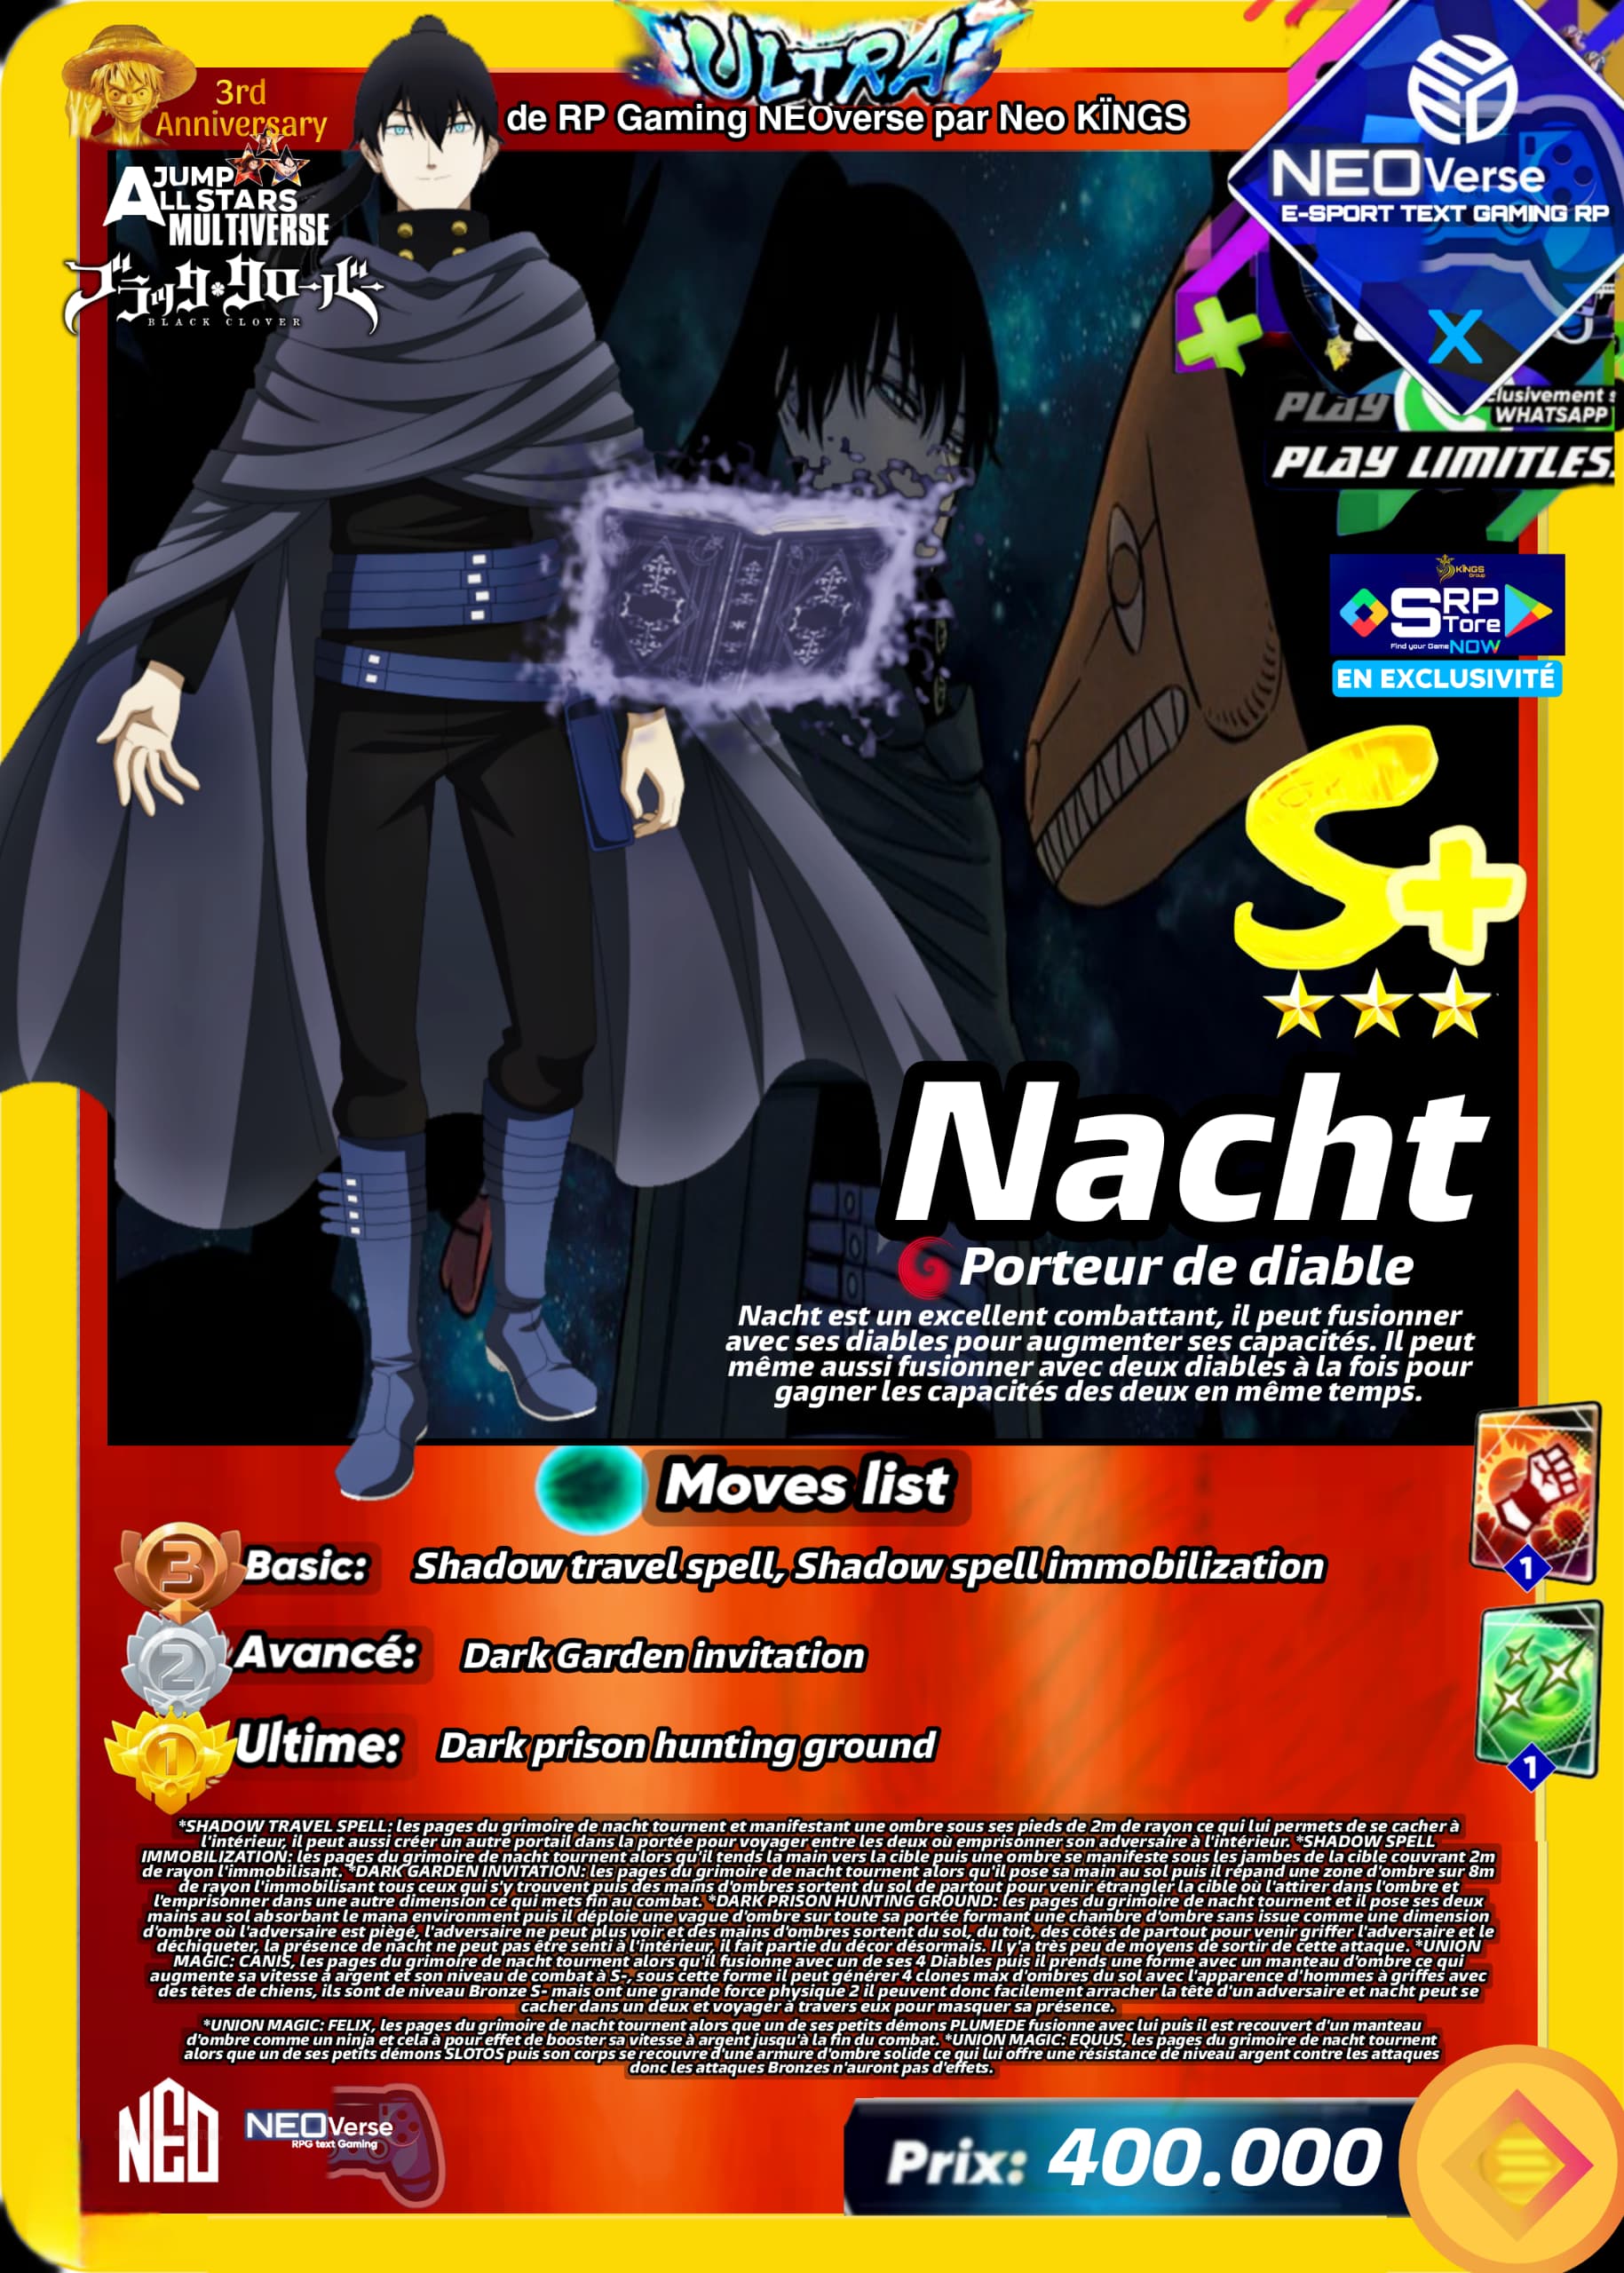 ULTRA
3rd
Anniversary
de RP Gaming NEOverse par Neo KÏNGS
JUMP
ALL STARS
MULTIVERSE
ブラッククローバー
BLACK CLOVER
NEOVerse
E-SPORT TEXT GAMING RP
X
PLAY
WHATSAPP
PLAY LIMITLES
KÏNGS
Group
SRP
Tore
Find your Game NOW
EN EXCLUSIVITÉ
S+
Nacht
Porteur de diable
Nacht est un excellent combattant, il peut fusionner
avec ses diables pour augmenter ses capacités. Il peut
même aussi fusionner avec deux diables à la fois pour
gagner les capacités des deux en même temps.
Moves list
3 Basic: Shadow travel spell, Shadow spell immobilization
1
2 Avancé: Dark Garden invitation
1 Ultime: Dark prison hunting ground
1
*SHADOW TRAVEL SPELL: les pages du grimoire de nacht tournent et manifestant une ombre sous ses pieds de 2m de rayon ce qui lui permets de se cacher à
l'intérieur, il peut aussi créer un autre portail dans la portée pour voyager entre les deux où emprisonner son adversaire à l'intérieur. *SHADOW SPELL
IMMOBILIZATION: les pages du grimoire de nacht tournent alors qu'il tends la main vers la cible puis une ombre se manifeste sous les jambes de la cible couvrant 2m
de rayon l'immobilisant. *DARK GARDEN INVITATION: les pages du grimoire de nacht tournent alors qu'il pose sa main au sol puis il répand une zone d'ombre sur 8m
de rayon l'immobilisant tous ceux qui s'y trouvent puis des mains d'ombres sortent du sol de partout pour venir étrangler la cible où l'attirer dans l'ombre et
l'emprisonner dans une autre dimension ce qui mets fin au combat. *DARK PRISON HUNTING GROUND: les pages du grimoire de nacht tournent et il pose ses deux
mains au sol absorbant le mana environment puis il déploie une vague d'ombre sur toute sa portée formant une chambre d'ombre sans issue comme une dimension
d'ombre où l'adversaire est piègé, l'adversaire ne peut plus voir et des mains d'ombres sortent du sol, du toit, des côtés de partout pour venir griffer l'adversaire et le
déchiqueter, la présence de nacht ne peut pas être senti à l'intérieur, il fait partie du décor désormais. Il y'a très peu de moyens de sortir de cette attaque. *UNION
MAGIC: CANIS, les pages du grimoire de nacht tournent alors qu'il fusionne avec un de ses 4 Diables puis il prends une forme avec un manteau d'ombre ce qui
augmente sa vitesse à argent et son niveau de combat à S-, sous cette forme il peut générer 4 clones max d'ombres du sol avec l'apparence d'hommes à griffes avec
des têtes de chiens, ils sont de niveau Bronze S- mais ont une grande force physique 2 il peuvent donc facilement arracher la tête d'un adversaire et nacht peut se
cacher dans un deux et voyager à travers eux pour masquer sa présence.
*UNION MAGIC: FELIX, les pages du grimoire de nacht tournent alors que un de ses petits démons PLUMEDE fusionne avec lui puis il est recouvert d'un manteau
d'ombre comme un ninja et cela à pour effet de booster sa vitesse à argent jusqu'à la fin du combat. *UNION MAGIC: EQUUS, les pages du grimoire de nacht tournent
alors que un de ses petits démons SLOTOS puis son corps se recouvre d'une armure d'ombre solide ce qui lui offre une résistance de niveau argent contre les attaques
donc les attaques Bronzes n'auront pas d'effets.
NEO
NEOVerse
RPG text Gaming
Prix: 400.000